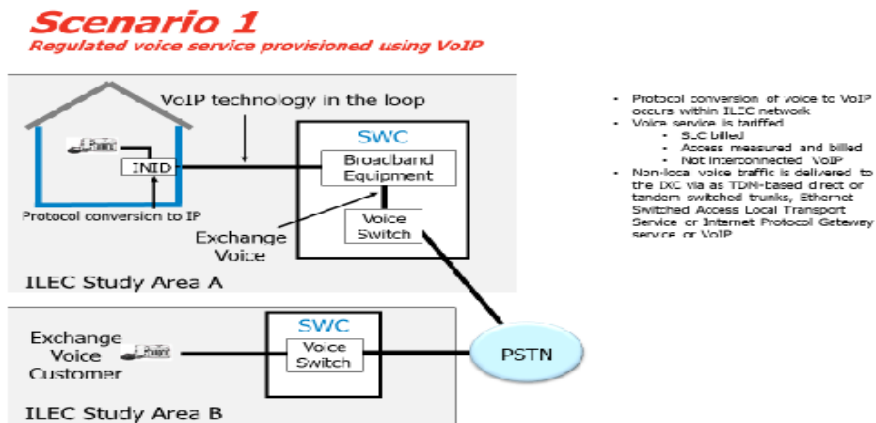 Scenario 1
Regulated voice service provisioned using VoIP
VoIP technology in the loop
SWC
Broadband
Equipment
INID
Protocol conversion to IP
Voice
Switch
Exchange
Voice
ILEC Study Area A
SWC
Exchange
Voice
Customer
Voice
Switch
PSTN
ILEC Study Area B
• Protocol conversion of voice to VoIP
occurs within ILEC network
• Voice service is tariffed
• SLC billed
• Access measured and billed
• Not interconnected VoIP
• Non-local voice traffic is delivered to
the IXC via as TDM-based direct or
tandem switched trunks, Ethernet
Switched Access Local Transport
Service or Internet Protocol Gateway
service or VoIP